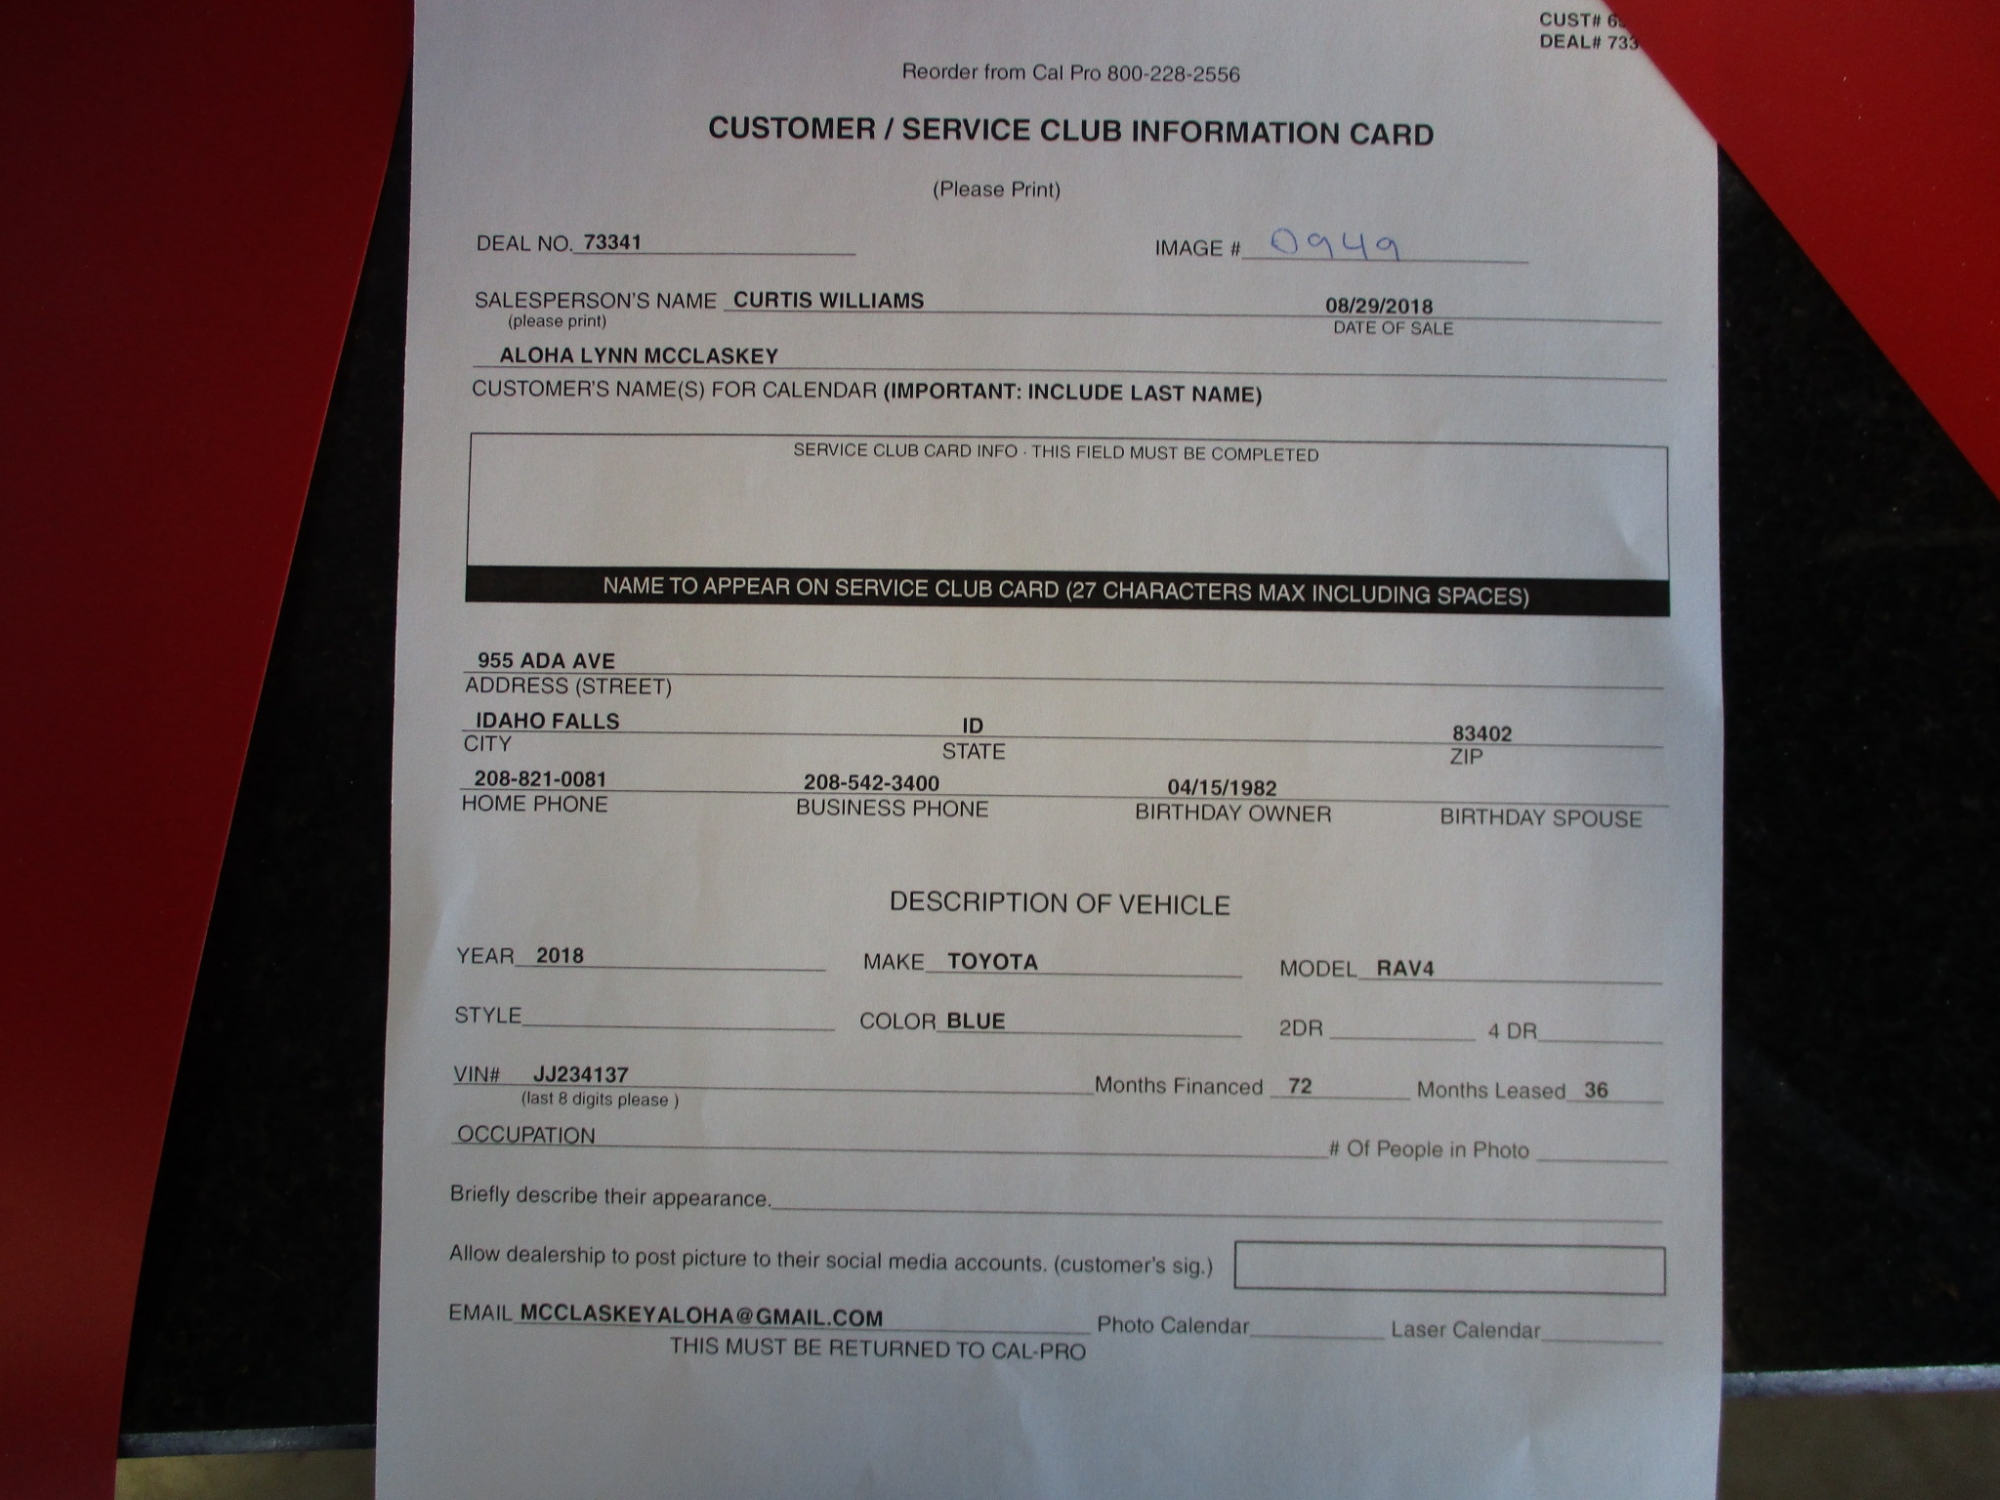 CUST# 6
DEAL# 733
Reorder from Cal Pro 800-228-2556
CUSTOMER / SERVICE CLUB INFORMATION CARD
(Please Print)
DEAL NO. 73341 IMAGE # 0949
SALESPERSON'S NAME CURTIS WILLIAMS 08/29/2018
(please print) DATE OF SALE
ALOHA LYNN MCCLASKEY
CUSTOMER'S NAME(S) FOR CALENDAR (IMPORTANT: INCLUDE LAST NAME)
SERVICE CLUB CARD INFO · THIS FIELD MUST BE COMPLETED
NAME TO APPEAR ON SERVICE CLUB CARD (27 CHARACTERS MAX INCLUDING SPACES)
955 ADA AVE
ADDRESS (STREET)
IDAHO FALLS ID 83402
CITY STATE ZIP
208-821-0081 208-542-3400 04/15/1982
HOME PHONE BUSINESS PHONE BIRTHDAY OWNER BIRTHDAY SPOUSE
DESCRIPTION OF VEHICLE
YEAR 2018 MAKE TOYOTA MODEL RAV4
STYLE COLOR BLUE 2DR 4 DR
VIN# JJ234137 Months Financed 72 Months Leased 36
(last 8 digits please )
OCCUPATION # Of People in Photo
Briefly describe their appearance.
Allow dealership to post picture to their social media accounts. (customer's sig.)
EMAIL MCCLASKEYALOHA@GMAIL.COM Photo Calendar Laser Calendar
THIS MUST BE RETURNED TO CAL-PRO